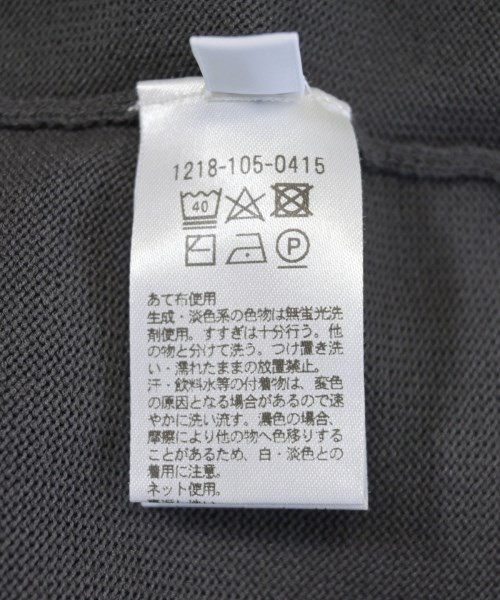 1218-105-0415
40
P
あて布使用
生成・淡色系の色物は無蛍光洗
剤使用。すすぎは十分行う。他
の物と分けて洗う。つけ置き洗
い・濡れたままの放置禁止。
汗・飲料水等の付着物は、変色
の原因となる場合があるので速
やかに洗い流す。濃色の場合、
摩擦により他の物へ色移りする
ことがあるため、白・淡色との
着用に注意。
ネット使用。